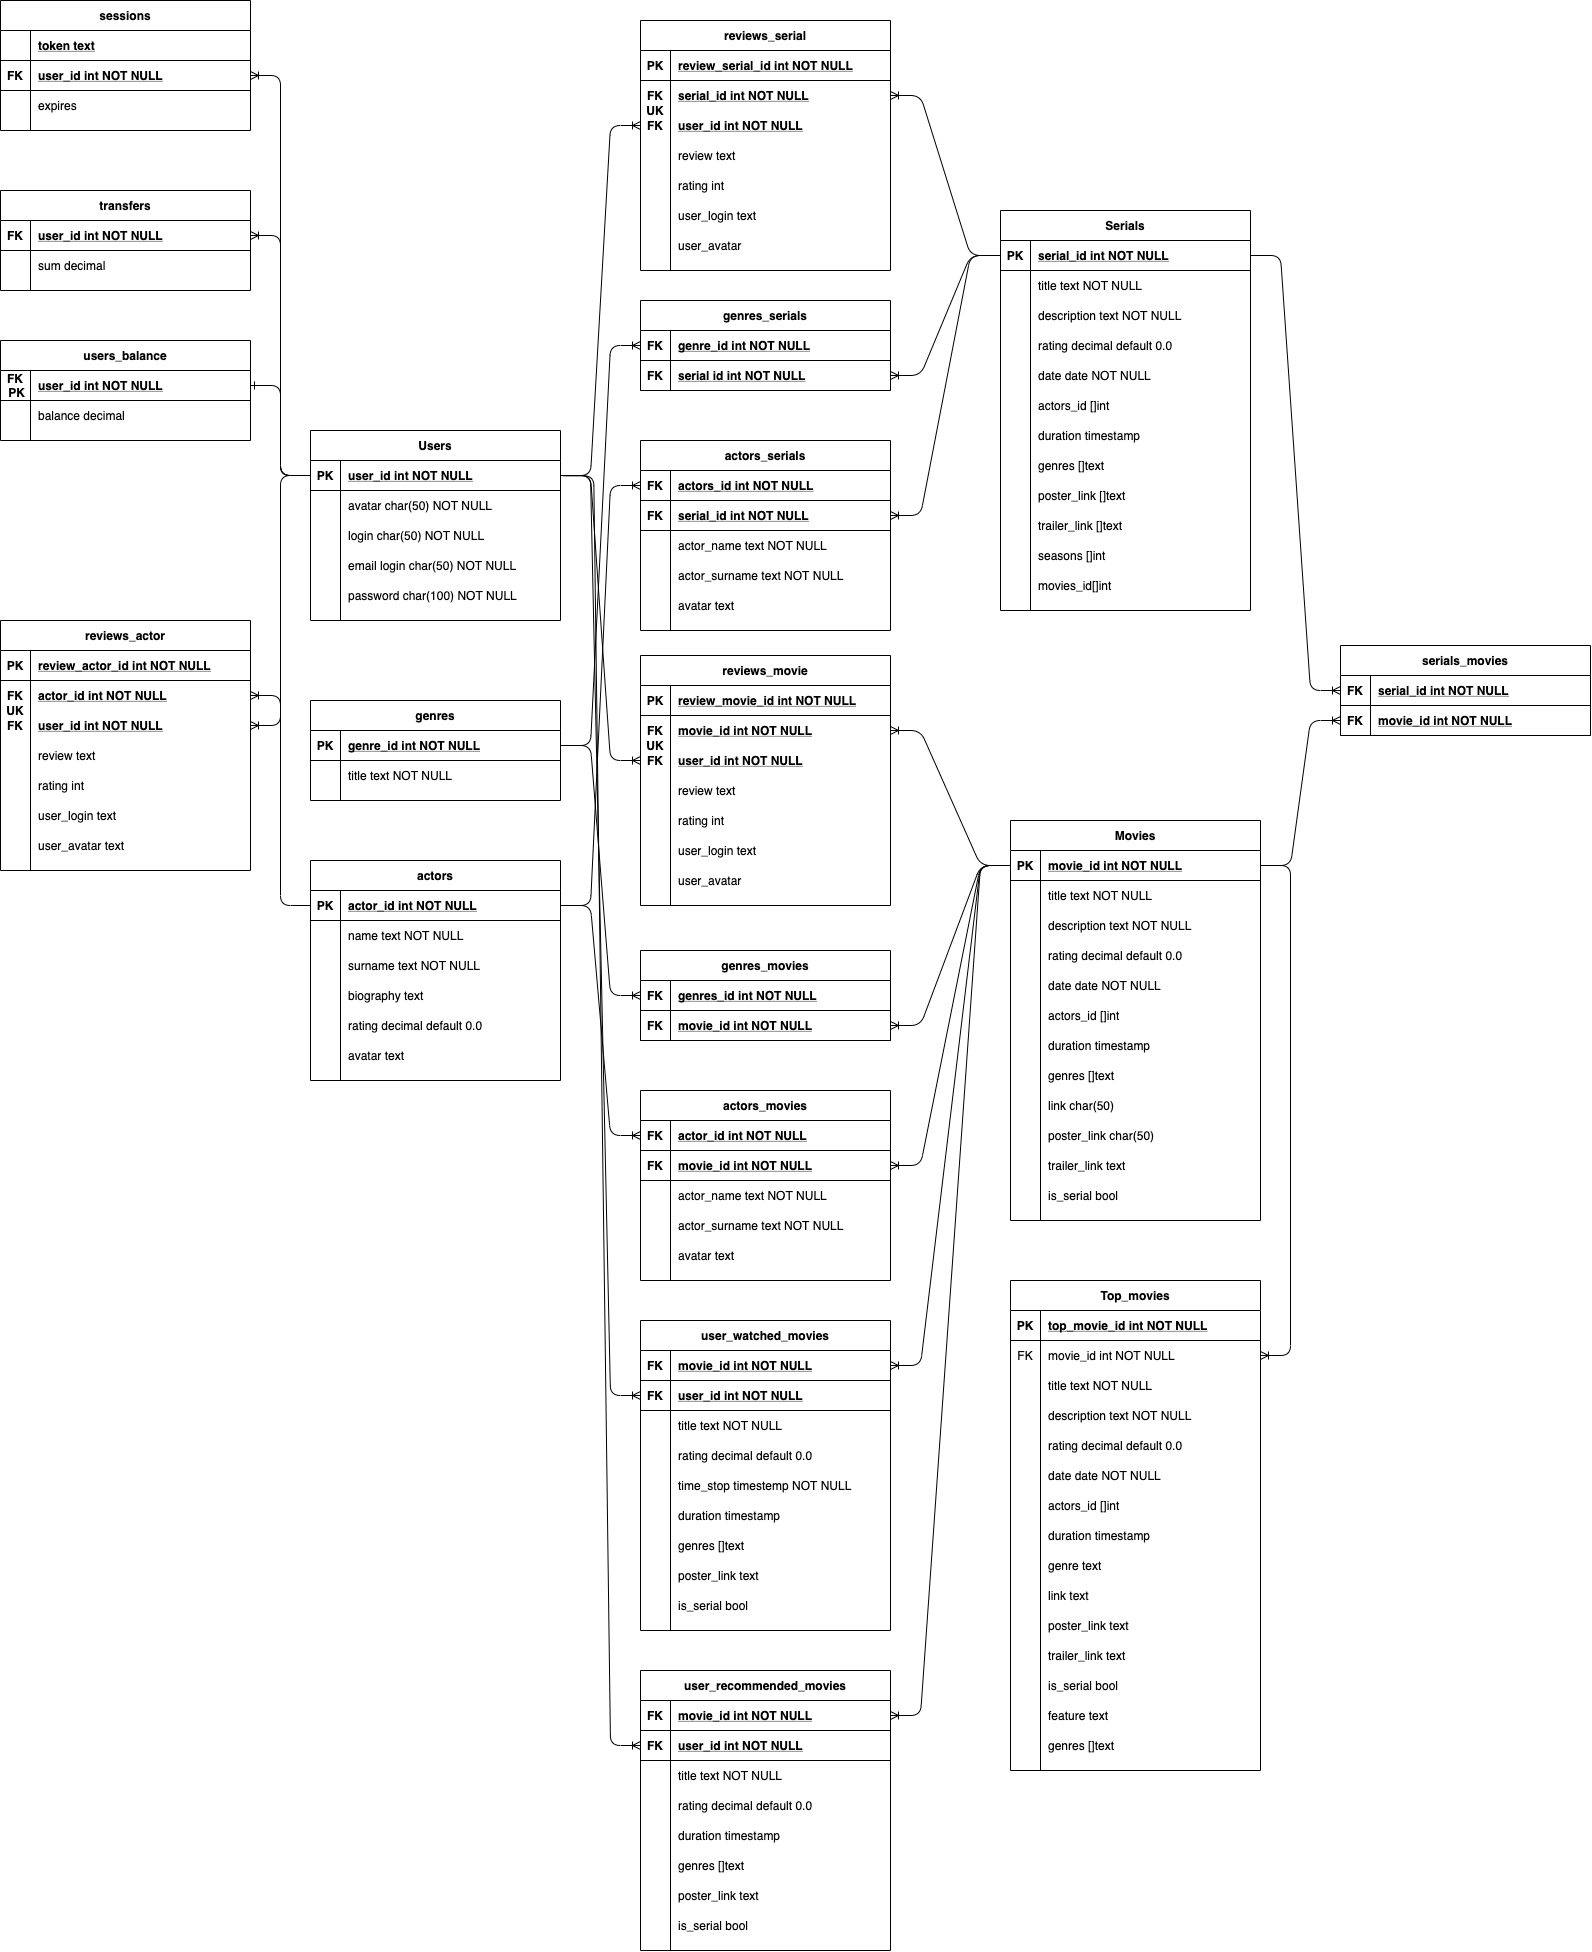 sessions
token text
FK user_id int NOT NULL
expires
transfers
FK user_id int NOT NULL
sum decimal
users_balance
FK
PK user_id int NOT NULL
balance decimal
reviews_actor
PK review_actor_id int NOT NULL
FK actor_id int NOT NULL
UK
FK user_id int NOT NULL
review text
rating int
user_login text
user_avatar text
Users
PK user_id int NOT NULL
avatar char(50) NOT NULL
login char(50) NOT NULL
email login char(50) NOT NULL
password char(100) NOT NULL
genres
PK genre_id int NOT NULL
title text NOT NULL
actors
PK actor_id int NOT NULL
name text NOT NULL
surname text NOT NULL
biography text
rating decimal default 0.0
avatar text
reviews_serial
PK review_serial_id int NOT NULL
FK serial_id int NOT NULL
UK
FK user_id int NOT NULL
review text
rating int
user_login text
user_avatar
genres_serials
FK genre_id int NOT NULL
FK serial id int NOT NULL
actors_serials
FK actors_id int NOT NULL
FK serial_id int NOT NULL
actor_name text NOT NULL
actor_surname text NOT NULL
avatar text
reviews_movie
PK review_movie_id int NOT NULL
FK movie_id int NOT NULL
UK
FK user_id int NOT NULL
review text
rating int
user_login text
user_avatar
genres_movies
FK genres_id int NOT NULL
FK movie_id int NOT NULL
actors_movies
FK actor_id int NOT NULL
FK movie_id int NOT NULL
actor_name text NOT NULL
actor_surname text NOT NULL
avatar text
user_watched_movies
FK movie_id int NOT NULL
FK user_id int NOT NULL
title text NOT NULL
rating decimal default 0.0
time_stop timestemp NOT NULL
duration timestamp
genres []text
poster_link text
is_serial bool
user_recommended_movies
FK movie_id int NOT NULL
FK user_id int NOT NULL
title text NOT NULL
rating decimal default 0.0
duration timestamp
genres []text
poster_link text
is_serial bool
Serials
PK serial_id int NOT NULL
title text NOT NULL
description text NOT NULL
rating decimal default 0.0
date date NOT NULL
actors_id []int
duration timestamp
genres []text
poster_link []text
trailer_link []text
seasons []int
movies_id[]int
Movies
PK movie_id int NOT NULL
title text NOT NULL
description text NOT NULL
rating decimal default 0.0
date date NOT NULL
actors_id []int
duration timestamp
genres []text
link char(50)
poster_link char(50)
trailer_link text
is_serial bool
Top_movies
PK top_movie_id int NOT NULL
FK movie_id int NOT NULL
title text NOT NULL
description text NOT NULL
rating decimal default 0.0
date date NOT NULL
actors_id []int
duration timestamp
genre text
link text
poster_link text
trailer_link text
is_serial bool
feature text
genres []text
serials_movies
FK serial_id int NOT NULL
FK movie_id int NOT NULL